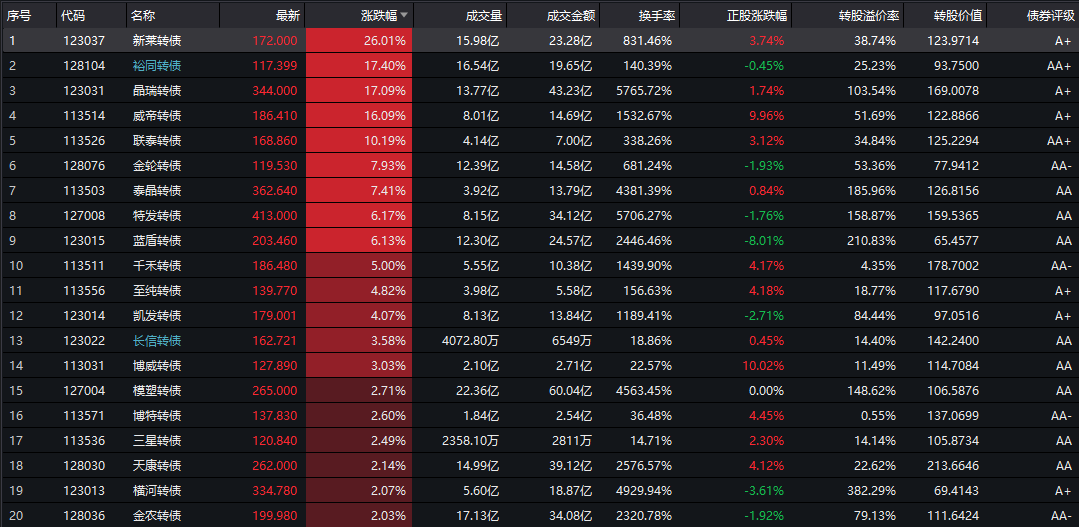 序号 代码 名称 最新 涨跌幅 成交量 成交金额 换手率 正股涨跌幅 转股溢价率 转股价值 债券评级
1 123037 新莱转债 172.000 26.01% 15.98亿 23.28亿 831.46% 3.74% 38.74% 123.9714 A+
2 128104 裕同转债 117.399 17.40% 16.54亿 19.65亿 140.39% -0.45% 25.23% 93.7500 AA+
3 123031 晶瑞转债 344.000 17.09% 13.77亿 43.23亿 5765.72% 1.74% 103.54% 169.0078 A+
4 113514 威帝转债 186.410 16.09% 8.01亿 14.69亿 1532.67% 9.96% 51.69% 122.8866 A+
5 113526 联泰转债 168.860 10.19% 4.14亿 7.00亿 338.26% 3.12% 34.84% 125.2294 AA+
6 128076 金轮转债 119.530 7.93% 12.39亿 14.58亿 681.24% -1.93% 53.36% 77.9412 AA-
7 113503 泰晶转债 362.640 7.41% 3.92亿 13.79亿 4381.39% 0.84% 185.96% 126.8156 AA
8 127008 特发转债 413.000 6.17% 8.15亿 34.12亿 5706.27% -1.76% 158.87% 159.5365 AA
9 123015 蓝盾转债 203.460 6.13% 12.30亿 24.57亿 2446.46% -8.01% 210.83% 65.4577 AA
10 113511 千禾转债 186.480 5.00% 5.55亿 10.38亿 1439.90% 4.17% 4.35% 178.7002 AA-
11 113556 至纯转债 139.770 4.82% 3.98亿 5.58亿 156.63% 4.18% 18.77% 117.6790 A+
12 123014 凯发转债 179.001 4.07% 8.13亿 13.84亿 1189.41% -2.71% 84.44% 97.0516 A+
13 123022 长信转债 162.721 3.58% 4072.80万 6549万 18.86% 0.45% 14.40% 142.2400 AA
14 113031 博威转债 127.890 3.03% 2.10亿 2.71亿 22.57% 10.02% 11.49% 114.7084 AA
15 127004 模塑转债 265.000 2.71% 22.36亿 60.04亿 4563.45% 0.00% 148.62% 106.5876 AA
16 113571 博特转债 137.830 2.60% 1.84亿 2.54亿 36.48% 4.45% 0.55% 137.0699 AA-
17 113536 三星转债 120.840 2.49% 2358.10万 2811万 14.71% 2.30% 14.14% 105.8734 AA
18 128030 天康转债 262.000 2.14% 14.99亿 39.12亿 2576.57% 4.12% 22.62% 213.6646 AA
19 123013 横河转债 334.780 2.07% 5.60亿 18.87亿 4929.94% -3.61% 382.29% 69.4143 A+
20 128036 金农转债 199.980 2.03% 17.13亿 34.08亿 2320.78% -1.92% 79.13% 111.6424 AA-